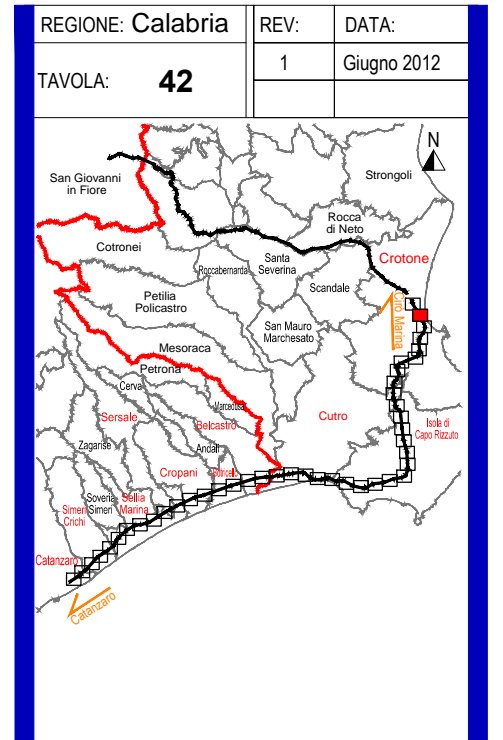 REGIONE: Calabria
REV:
DATA:
TAVOLA: 42
1
Giugno 2012
N
San Giovanni
in Fiore
Strongoli
Rocca
di Neto
Cotronei
Santa
Severina
Crotone
Roccabernarda
Scandale
Petilia
Policastro
Ciro Marina
San Mauro
Marchesato
Mesoraca
Petrona
Cerva
Marcedusa
Sersale
Belcastro
Cutro
Isola di
Capo Rizzuto
Zagarise
Andali
Cropani
Botricello
Soveria
Simeri
Sellia
Marina
Simeri
Crichi
Catanzaro
Catanzaro